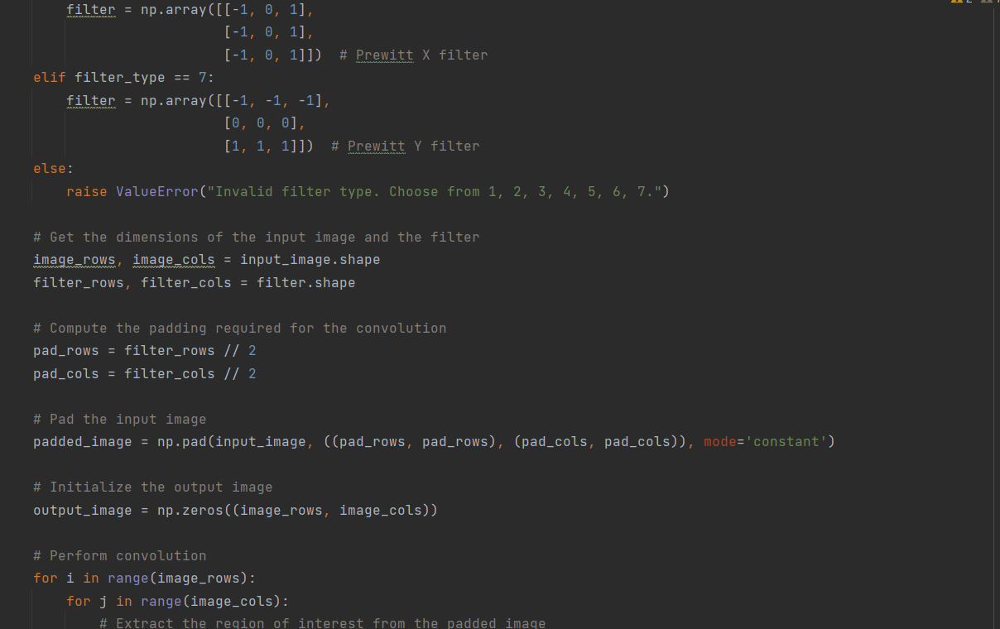 filter = np.array([[-1, 0, 1],
[-1, 0, 1],
[-1, 0, 1]])  # Prewitt X filter
elif filter_type == 7:
filter = np.array([[-1, -1, -1],
[0, 0, 0],
[1, 1, 1]])  # Prewitt Y filter
else:
raise ValueError("Invalid filter type. Choose from 1, 2, 3, 4, 5, 6, 7.")
# Get the dimensions of the input image and the filter
image_rows, image_cols = input_image.shape
filter_rows, filter_cols = filter.shape
# Compute the padding required for the convolution
pad_rows = filter_rows // 2
pad_cols = filter_cols // 2
# Pad the input image
padded_image = np.pad(input_image, ((pad_rows, pad_rows), (pad_cols, pad_cols)), mode='constant')
# Initialize the output image
output_image = np.zeros((image_rows, image_cols))
# Perform convolution
for i in range(image_rows):
for j in range(image_cols):
# Extract the region of interest from the padded image